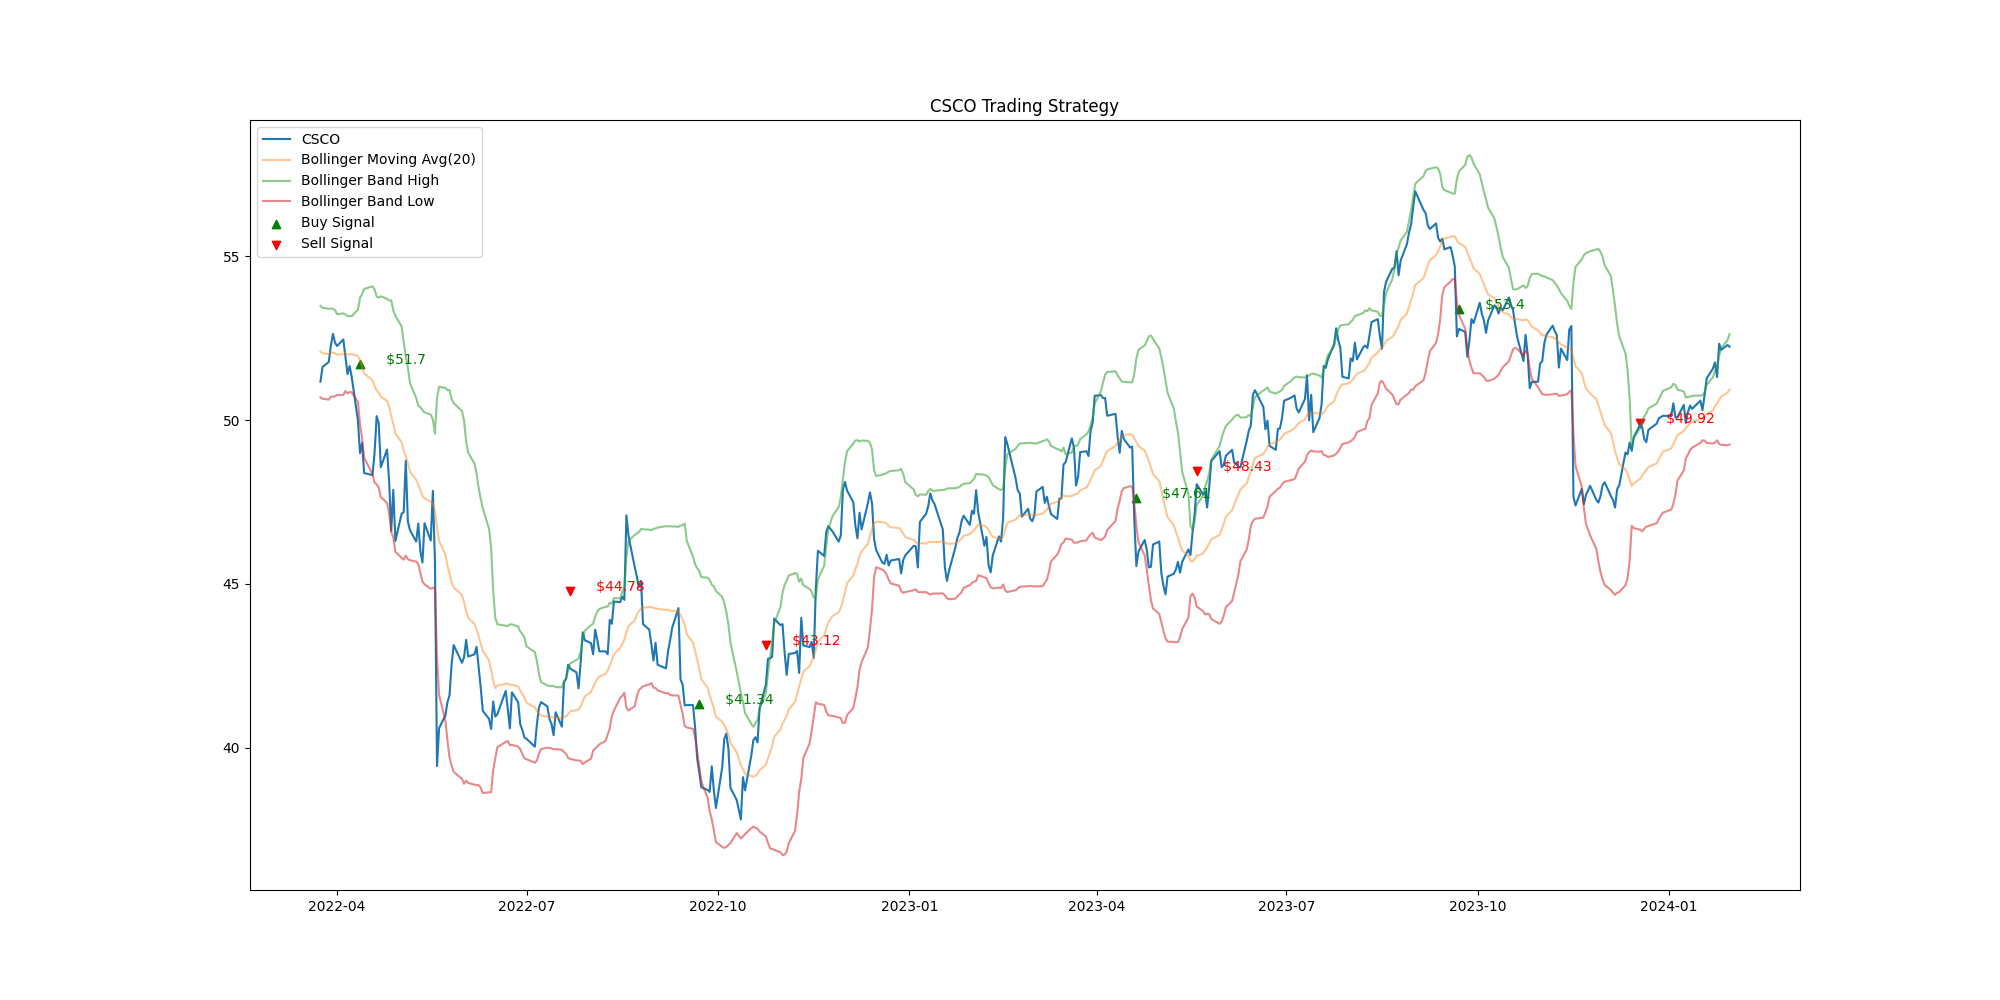 CSCO Trading Strategy
CSCO
Bollinger Moving Avg(20)
Bollinger Band High
Bollinger Band Low
Buy Signal
Sell Signal
55
50
45
40
$51.7
$44.78
$41.34
$43.12
$47.61
$48.43
$53.4
$49.92
2022-04
2022-07
2022-10
2023-01
2023-04
2023-07
2023-10
2024-01